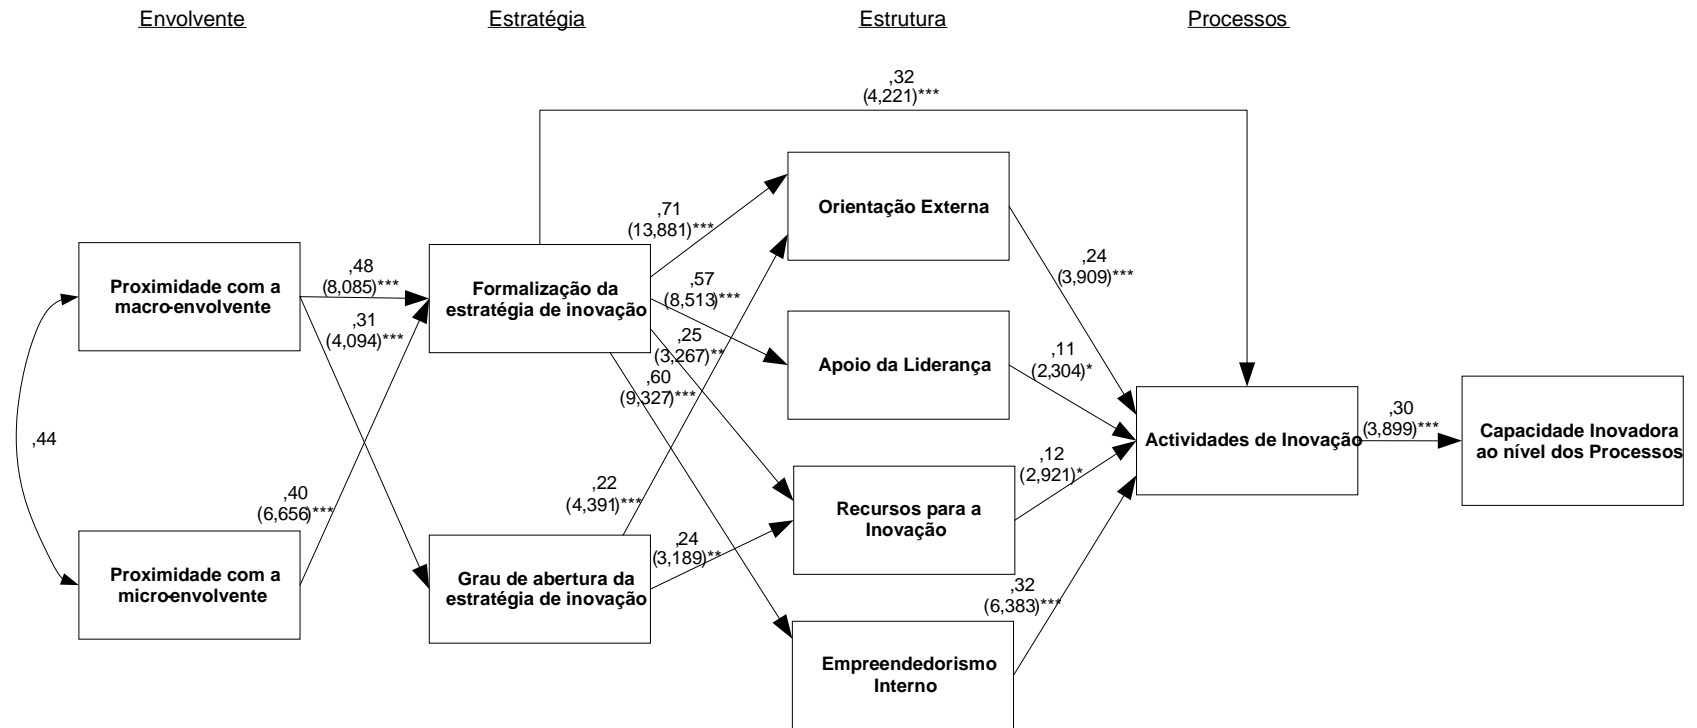 Envolvente
Estratégia
Estrutura
Processos
,32
(4,221)***
,71
(13,881)***
Orientação Externa
,48
(8,085)***
,57
(8,513)***
,24
(3,909)***
Proximidade com a
macro-envolvente
Formalização da
estratégia de inovação
,31
(4,094)***
,25
(3,267)**
,60
(9,327)***
Apoio da Liderança
,11
(2,304)*
,44
Actividades de Inovação
,30
(3,899)***
Capacidade Inovadora
ao nível dos Processos
,40
(6,656)***
,22
(4,391)***
,12
(2,921)*
Recursos para a
Inovação
,24
(3,189)**
Proximidade com a
micro-envolvente
Grau de abertura da
estratégia de inovação
,32
(6,383)***
Empreendedorismo
Interno